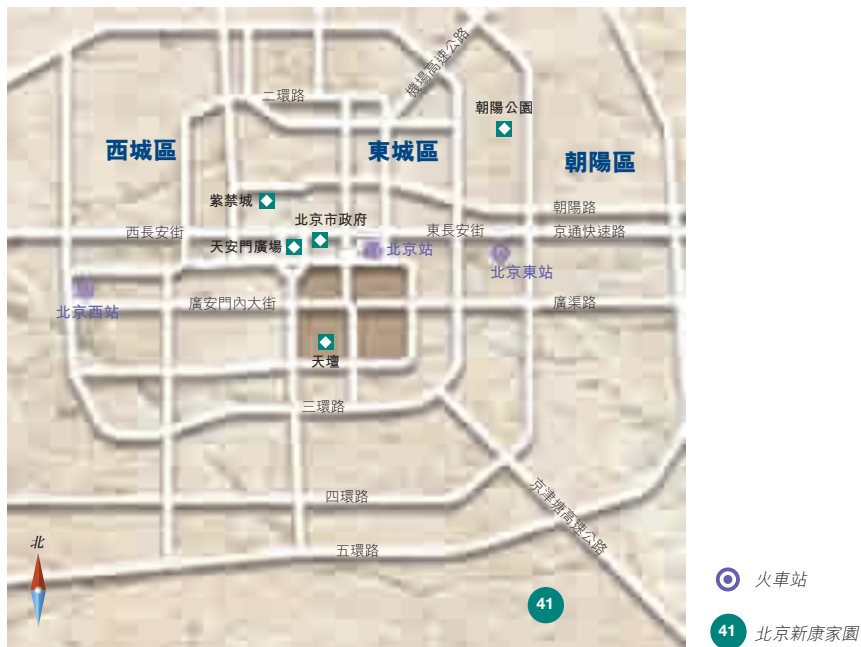 機場高速公路
二環路
朝陽公園
西城區
東城區
朝陽區
紫禁城
朝陽路
北京市政府
西長安街
東長安街
京通快速路
天安門廣場
北京站
北京東站
北京西站
廣安門內大街
廣渠路
天壇
三環路
四環路
京津塘高速公路
五環路
北
41
火車站
41 北京新康家園